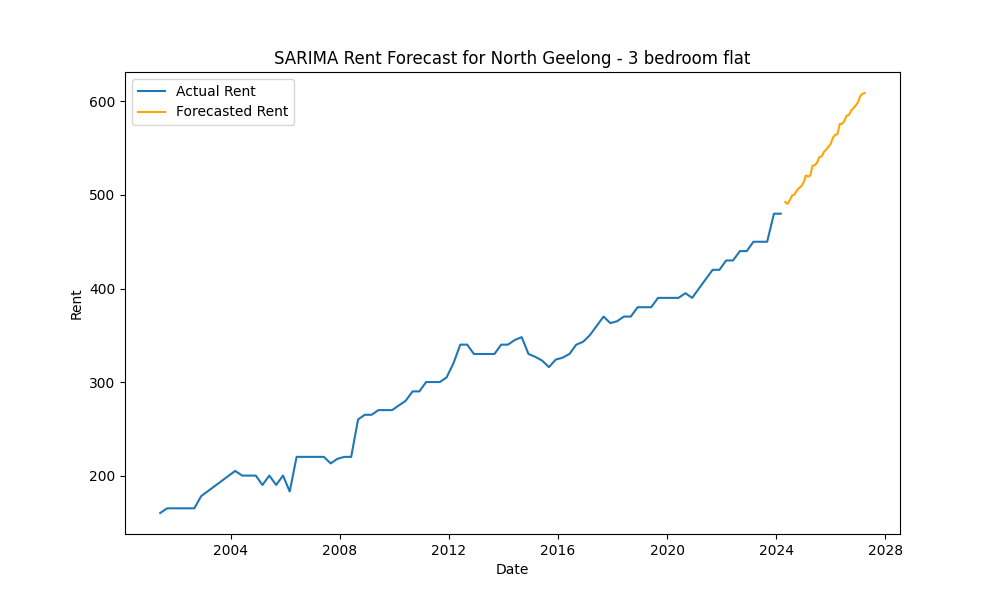 SARIMA Rent Forecast for North Geelong - 3 bedroom flat
Actual Rent
Forecasted Rent
600
500
400
300
200
Rent
2004 2008 2012 2016 2020 2024 2028
Date